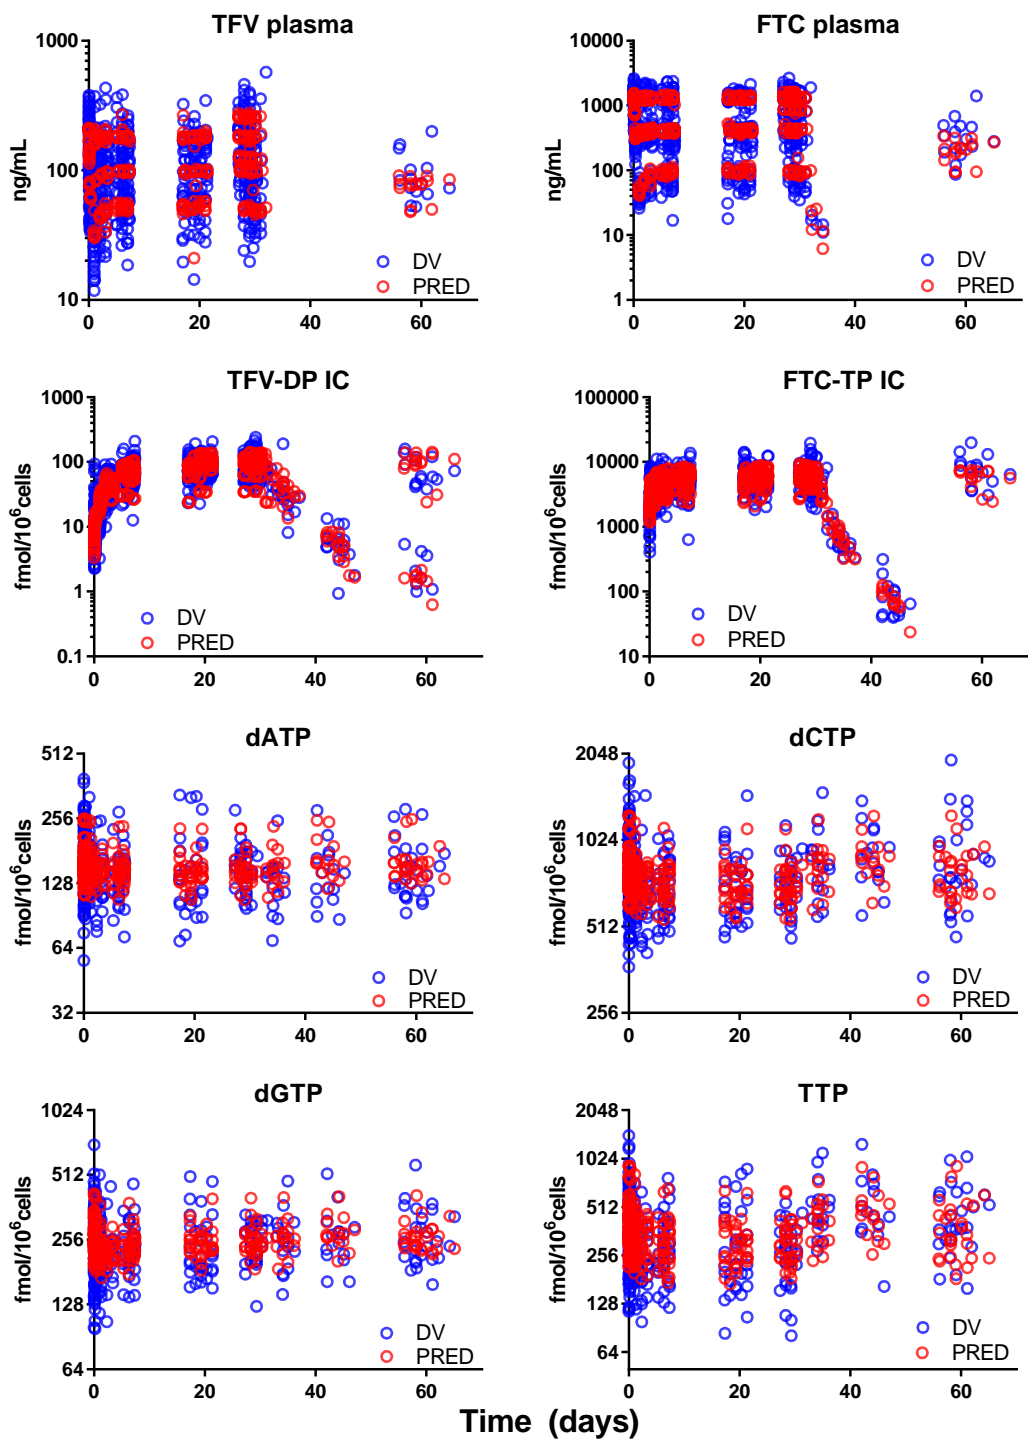 TFV plasma
1000
100
10
ng/mL
0 20 40 60
DV
PRED
FTC plasma
10000
1000
100
10
1
ng/mL
0 20 40 60
DV
PRED
TFV-DP IC
1000
100
10
1
0.1
fmol/10⁶cells
0 20 40 60
DV
PRED
FTC-TP IC
100000
10000
1000
100
10
fmol/10⁶cells
0 20 40 60
DV
PRED
dATP
512
256
128
64
32
fmol/10⁶cells
0 20 40 60
DV
PRED
dCTP
2048
1024
512
256
fmol/10⁶cells
0 20 40 60
DV
PRED
dGTP
1024
512
256
128
64
fmol/10⁶cells
0 20 40 60
DV
PRED
TTP
2048
1024
512
256
128
64
fmol/10⁶cells
0 20 40 60
DV
PRED
Time (days)